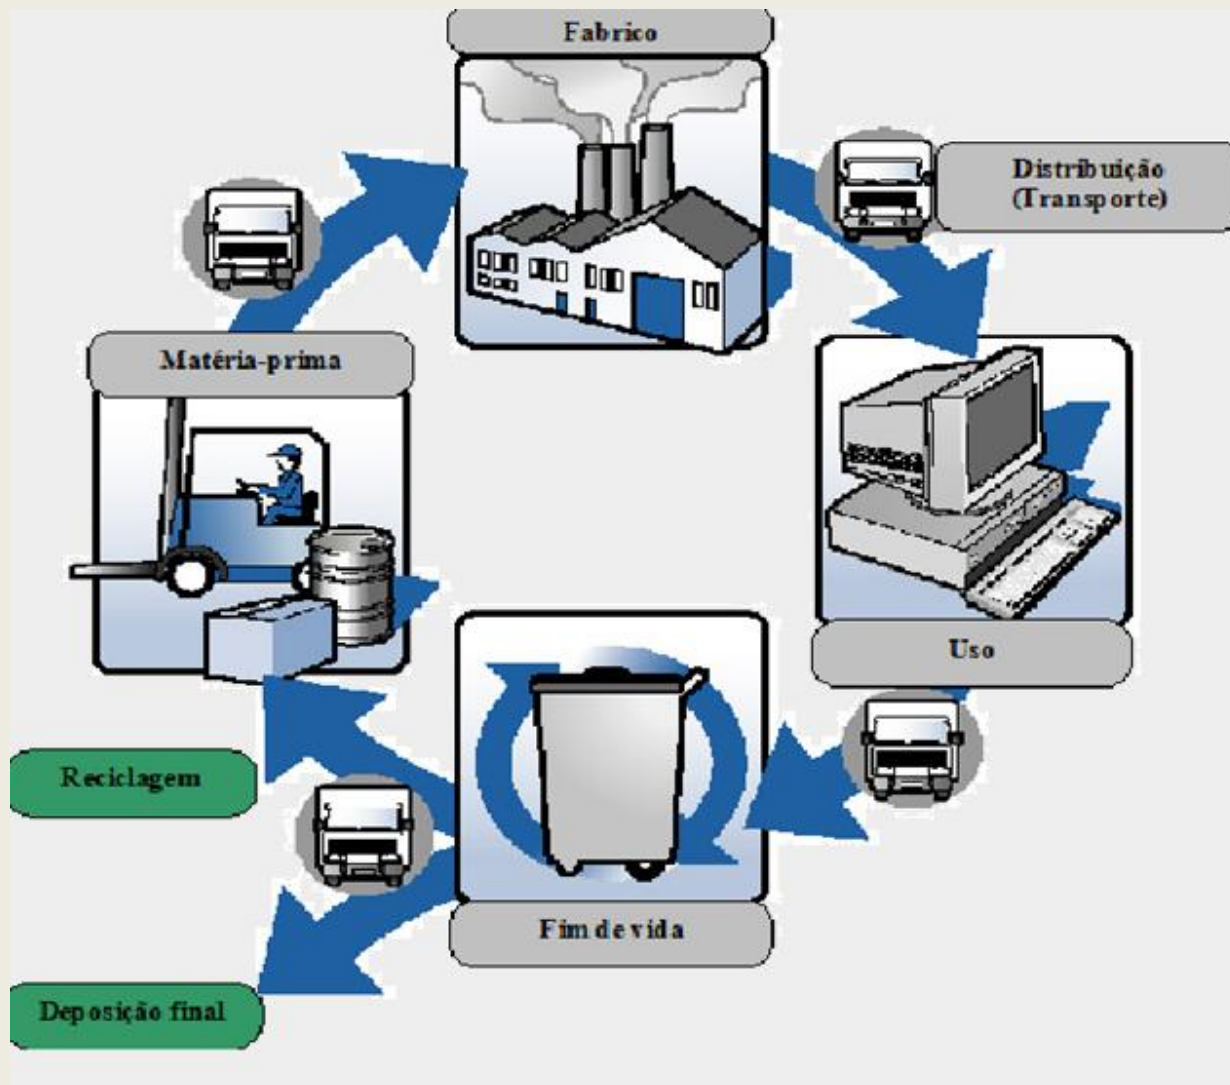 Fabrico
Distribuição
(Transporte)
Matéria-prima
Uso
Reciclagem
Fim de vida
Deposição final